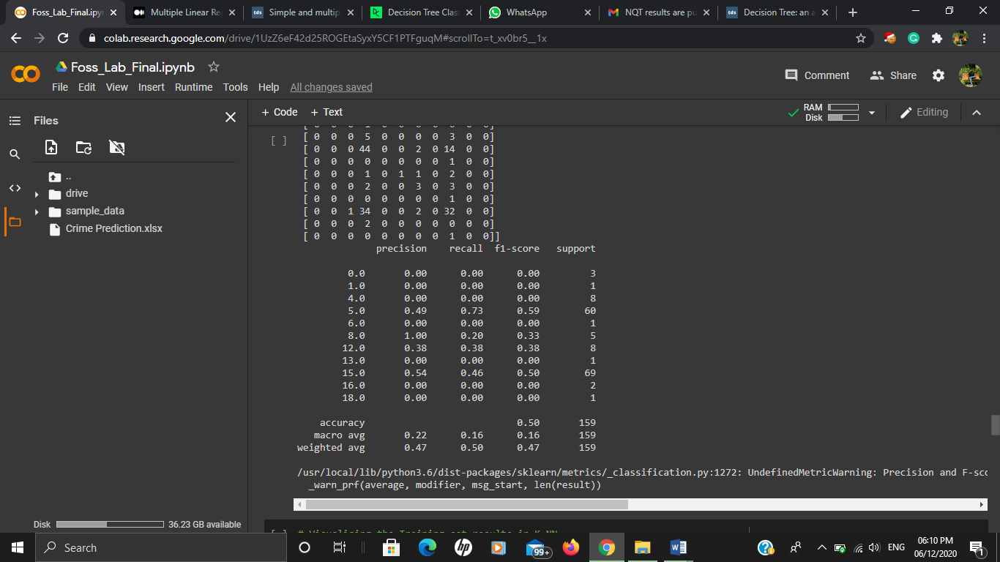 Foss_Lab_Final.ipyn
Multiple Linear Re
tds Simple and multip
Decision Tree Clas
WhatsApp
NQT results are pu
tds Decision Tree: an a
colab.research.google.com/drive/1UzZ6eF42d25ROGEtaSyxY5CF1PTFguqM#scrollTo=t_xv0br5__1x
Foss_Lab_Final.ipynb
Comment Share
File Edit View Insert Runtime Tools Help All changes saved
Files
+ Code + Text
RAM
Disk
Editing
..
drive
sample_data
Crime Prediction.xlsx
[ ]
[ 0 0 0 5 0 0 0 0 3 0 0]
[ 0 0 0 44 0 0 2 0 14 0 0]
[ 0 0 0 0 0 0 0 0 1 0 0]
[ 0 0 0 1 0 1 1 0 2 0 0]
[ 0 0 0 2 0 0 3 0 3 0 0]
[ 0 0 0 0 0 0 0 0 1 0 0]
[ 0 0 1 34 0 0 2 0 32 0 0]
[ 0 0 0 2 0 0 0 0 0 0 0]
[ 0 0 0 0 0 0 0 0 1 0 0]]
precision recall f1-score support
0.0 0.00 0.00 0.00 3
1.0 0.00 0.00 0.00 1
4.0 0.00 0.00 0.00 8
5.0 0.49 0.73 0.59 60
6.0 0.00 0.00 0.00 1
8.0 1.00 0.20 0.33 5
12.0 0.38 0.38 0.38 8
13.0 0.00 0.00 0.00 1
15.0 0.54 0.46 0.50 69
16.0 0.00 0.00 0.00 2
18.0 0.00 0.00 0.00 1
accuracy 0.50 159
macro avg 0.22 0.16 0.16 159
weighted avg 0.47 0.50 0.47 159
/usr/local/lib/python3.6/dist-packages/sklearn/metrics/_classification.py:1272: UndefinedMetricWarning: Precision and F-sco
_warn_prf(average, modifier, msg_start, len(result))
Disk 36.23 GB available
# Visualising the Training set results in K-NN
Search
99+
ENG
06:10 PM
06/12/2020
1